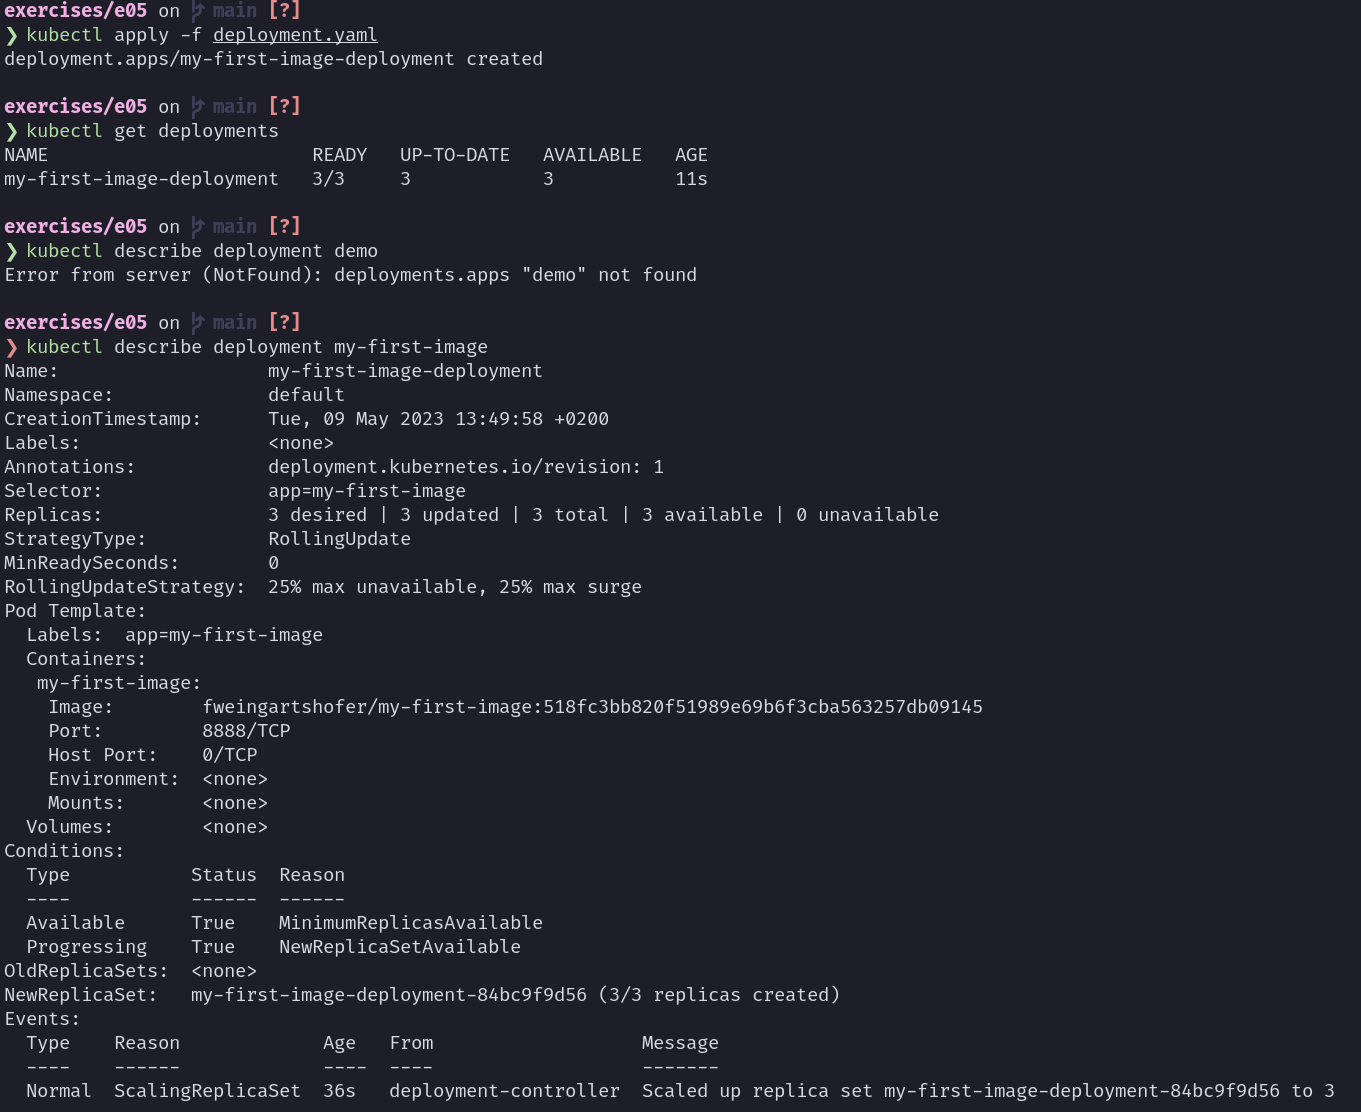 exercises/e05 on main [?]
❯ kubectl apply -f deployment.yaml
deployment.apps/my-first-image-deployment created
exercises/e05 on main [?]
❯ kubectl get deployments
NAME                            READY   UP-TO-DATE   AVAILABLE   AGE
my-first-image-deployment   3/3     3            3           11s
exercises/e05 on main [?]
❯ kubectl describe deployment demo
Error from server (NotFound): deployments.apps "demo" not found
exercises/e05 on main [?]
❯ kubectl describe deployment my-first-image
Name:                   my-first-image-deployment
Namespace:              default
CreationTimestamp:      Tue, 09 May 2023 13:49:58 +0200
Labels:                 <none>
Annotations:            deployment.kubernetes.io/revision: 1
Selector:               app=my-first-image
Replicas:               3 desired | 3 updated | 3 total | 3 available | 0 unavailable
StrategyType:           RollingUpdate
MinReadySeconds:        0
RollingUpdateStrategy:  25% max unavailable, 25% max surge
Pod Template:
  Labels:  app=my-first-image
  Containers:
   my-first-image:
    Image:        fweingartshofer/my-first-image:518fc3bb820f51989e69b6f3cba563257db09145
    Port:         8888/TCP
    Host Port:    0/TCP
    Environment:  <none>
    Mounts:       <none>
  Volumes:        <none>
Conditions:
  Type           Status  Reason
  ----           ------  ------
  Available      True    MinimumReplicasAvailable
  Progressing    True    NewReplicaSetAvailable
OldReplicaSets:  <none>
NewReplicaSet:   my-first-image-deployment-84bc9f9d56 (3/3 replicas created)
Events:
  Type    Reason             Age   From                   Message
  ----    ------             ----  ----                   -------
  Normal  ScalingReplicaSet  36s   deployment-controller  Scaled up replica set my-first-image-deployment-84bc9f9d56 to 3